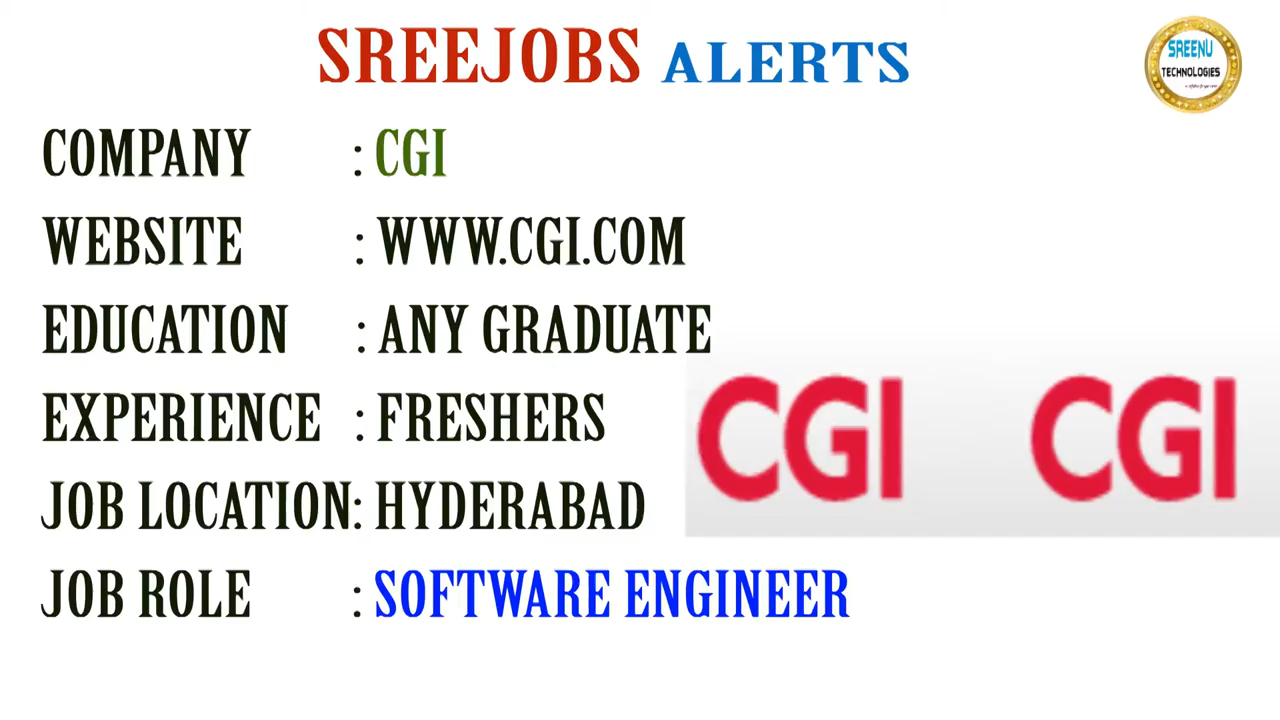 SREEJOBS ALERTS
SREENU
TECHNOLOGIES
COMPANY : CGI
WEBSITE : WWW.CGI.COM
EDUCATION : ANY GRADUATE
EXPERIENCE : FRESHERS
CGI CGI
JOB LOCATION: HYDERABAD
JOB ROLE : SOFTWARE ENGINEER